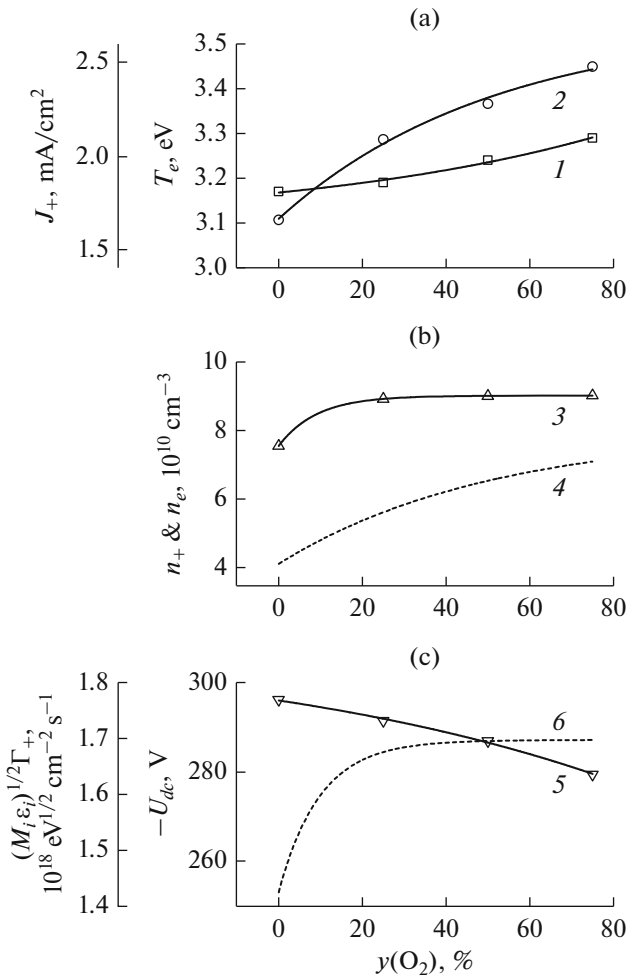 (a)
J₊, mA/cm²
2.5
2.0
1.5
Tₑ, eV
3.5
3.4
3.3
3.2
3.1
3.0
2
1
0 20 40 60 80
(b)
n₊ & nₑ, 10¹⁰ cm⁻³
10
8
6
4
3
4
0 20 40 60 80
(c)
(Mᵢεᵢ)¹/²Γ₊,
10¹⁸ eV¹/² cm⁻² s⁻¹
1.8
1.7
1.6
1.5
1.4
−U_dc, V
300
280
260
6
5
0 20 40 60 80
y(O₂), %